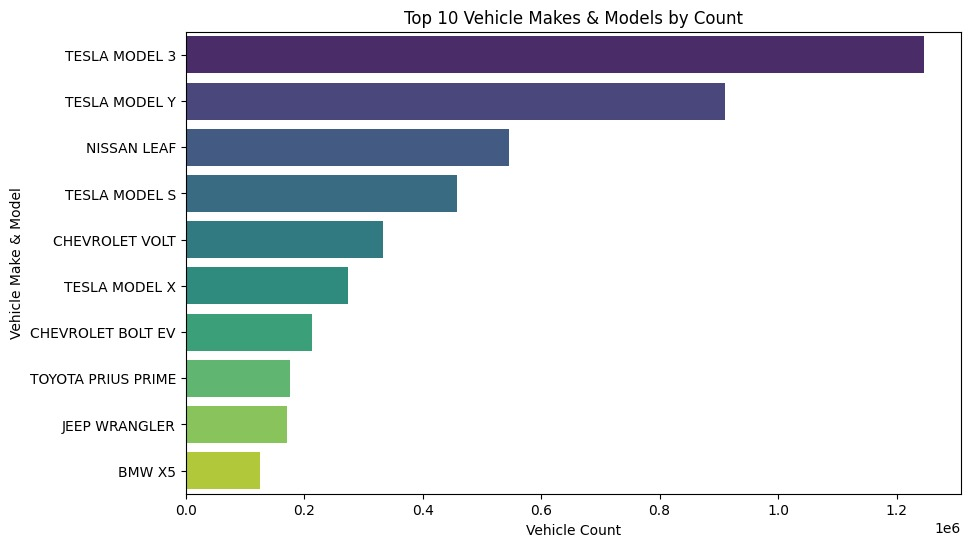 Top 10 Vehicle Makes & Models by Count
Vehicle Make & Model
TESLA MODEL 3
TESLA MODEL Y
NISSAN LEAF
TESLA MODEL S
CHEVROLET VOLT
TESLA MODEL X
CHEVROLET BOLT EV
TOYOTA PRIUS PRIME
JEEP WRANGLER
BMW X5
0.0 0.2 0.4 0.6 0.8 1.0 1.2
1e6
Vehicle Count